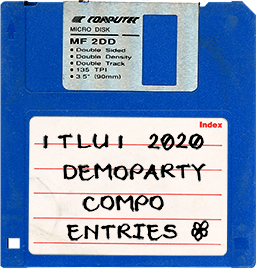 COMPUTEC
MICRO DISK
MF 2DD
• Double Sided
• Double Density
• Double Track
• 135 TPI
• 3.5" (90mm)
Index
ITLUI 2020
DEMOPARTY
COMPO
ENTRIES